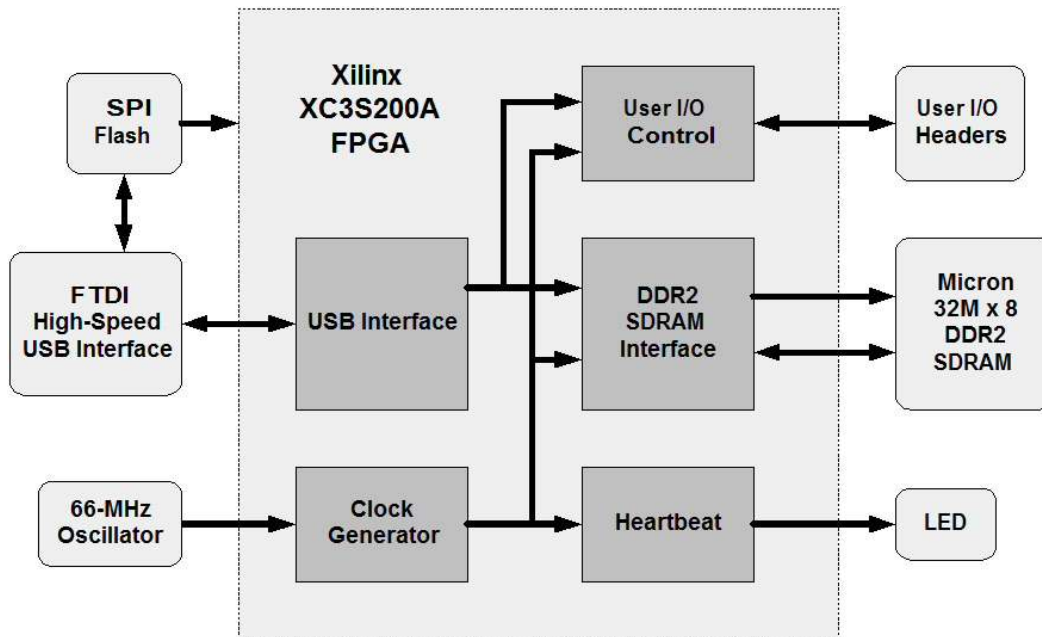 Xilinx
XC3S200A
FPGA
SPI
Flash
User I/O
Control
User I/O
Headers
FTDI
High-Speed
USB Interface
USB Interface
DDR2
SDRAM
Interface
Micron
32M x 8
DDR2
SDRAM
66-MHz
Oscillator
Clock
Generator
Heartbeat
LED